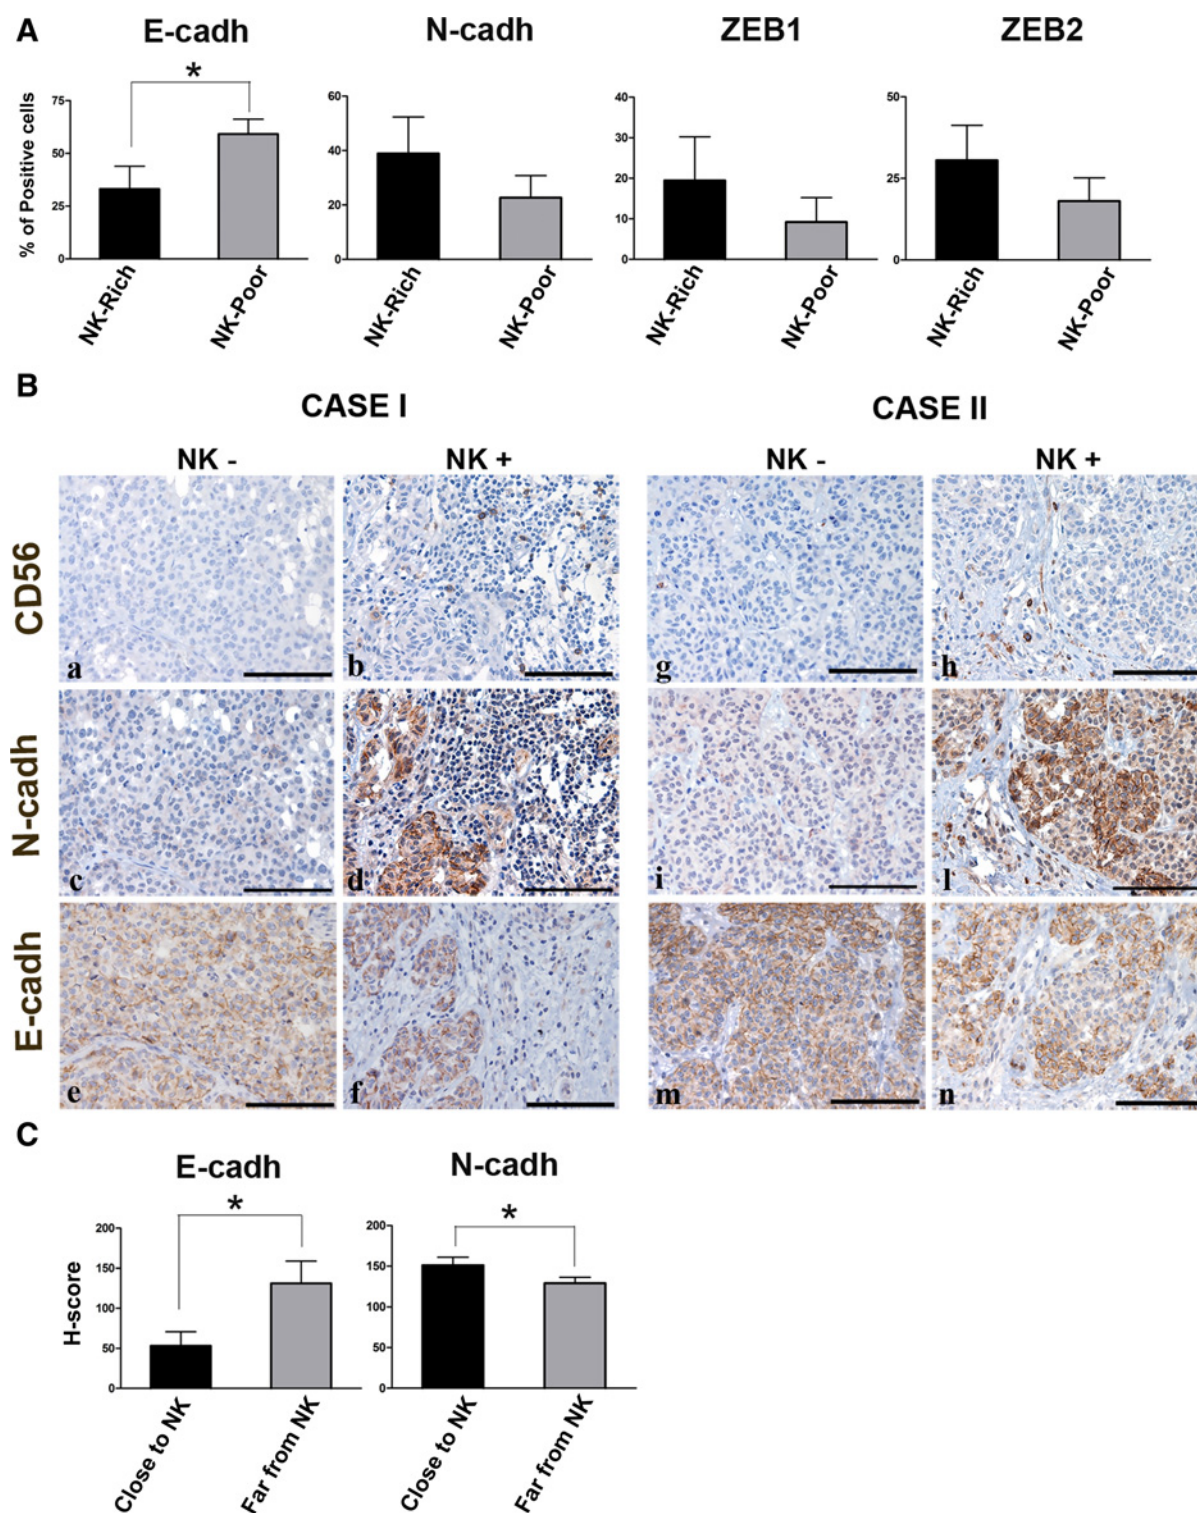 A
E-cadh
N-cadh
ZEB1
ZEB2
*
% of Positive cells
75
50
25
0
NK-Rich
NK-Poor
60
40
20
0
NK-Rich
NK-Poor
40
30
20
10
0
NK-Rich
NK-Poor
50
25
0
NK-Rich
NK-Poor
B
CASE I
CASE II
NK -
NK +
NK -
NK +
CD56
a
b
g
h
N-cadh
c
d
i
l
E-cadh
e
f
m
n
C
E-cadh
N-cadh
*
*
H-score
200
150
100
50
0
Close to NK
Far from NK
200
150
100
50
0
Close to NK
Far from NK